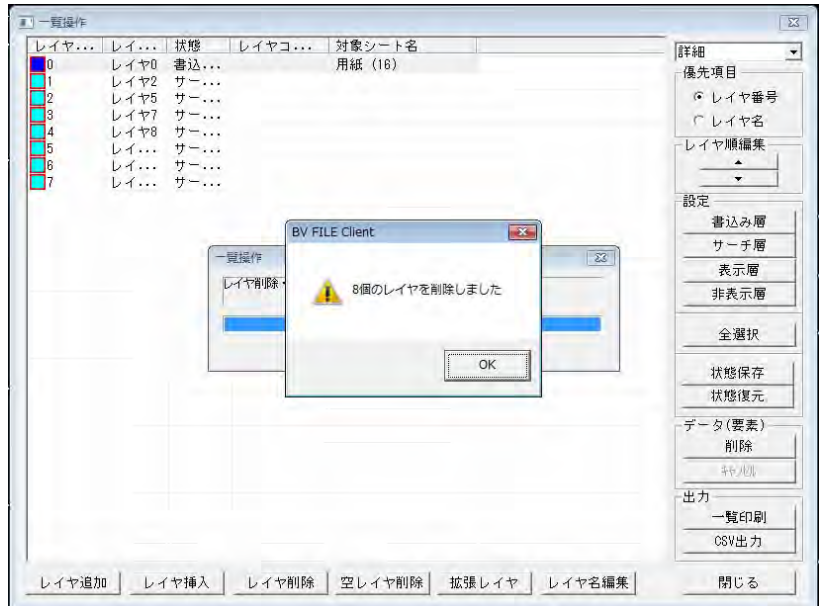 一覧操作
レイヤ... レイ... 状態 レイヤコ... 対象シート名
0 レイヤ0 書込... 用紙 (16)
1 レイヤ2 サー...
2 レイヤ5 サー...
3 レイヤ7 サー...
4 レイヤ8 サー...
5 レイ... サー...
6 レイ... サー...
7 レイ... サー...
詳細
優先項目
レイヤ番号
レイヤ名
レイヤ順編集
設定
書込み層
サーチ層
表示層
非表示層
全選択
状態保存
状態復元
データ(要素)
削除
キャンセル
出力
一覧印刷
CSV出力
一覧操作
レイヤ削除・
BV FILE Client
8個のレイヤを削除しました
OK
レイヤ追加 レイヤ挿入 レイヤ削除 空レイヤ削除 拡張レイヤ レイヤ名編集 閉じる